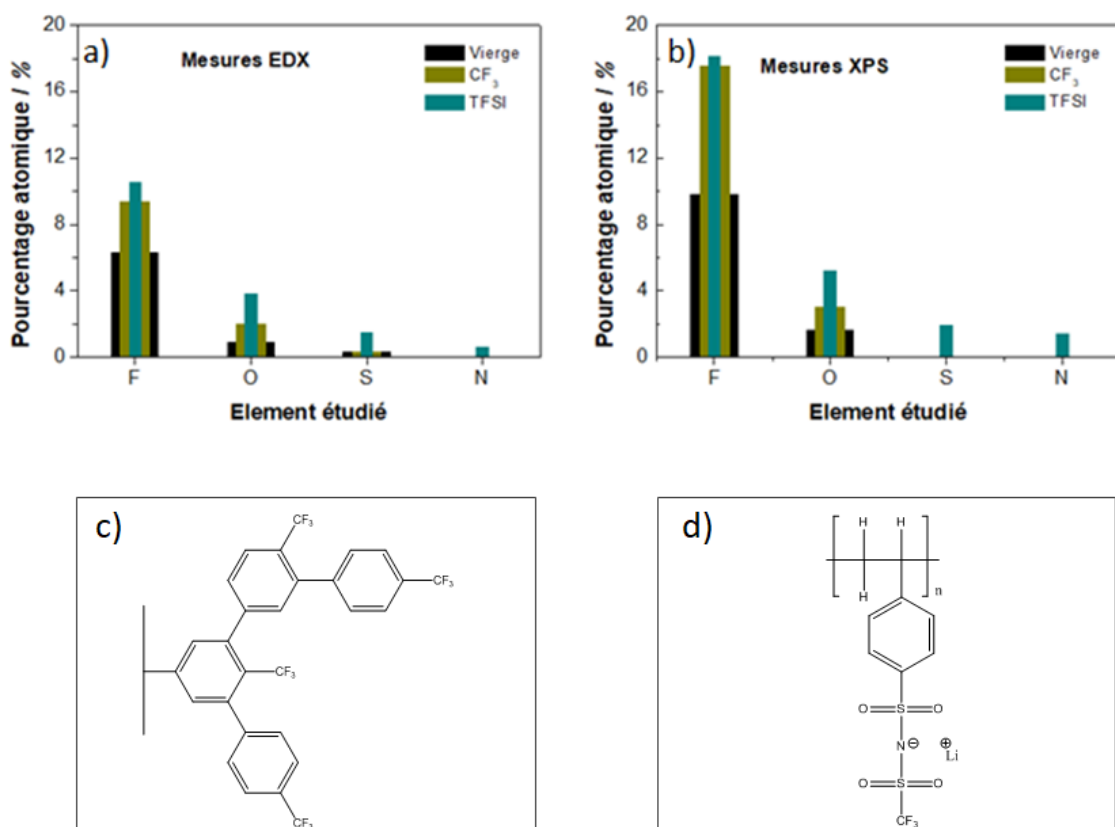 a)
Mesures EDX
Vierge
CF3
TFSI
Pourcentage atomique / %
20
16
12
8
4
0
F O S N
Element étudié
b)
Mesures XPS
Vierge
CF3
TFSI
Pourcentage atomique / %
20
16
12
8
4
0
F O S N
Element étudié
c)
CF3
CF3
CF3
CF3
d)
H H
H
n
O S O
N ⊖ ⊕ Li
O S O
CF3